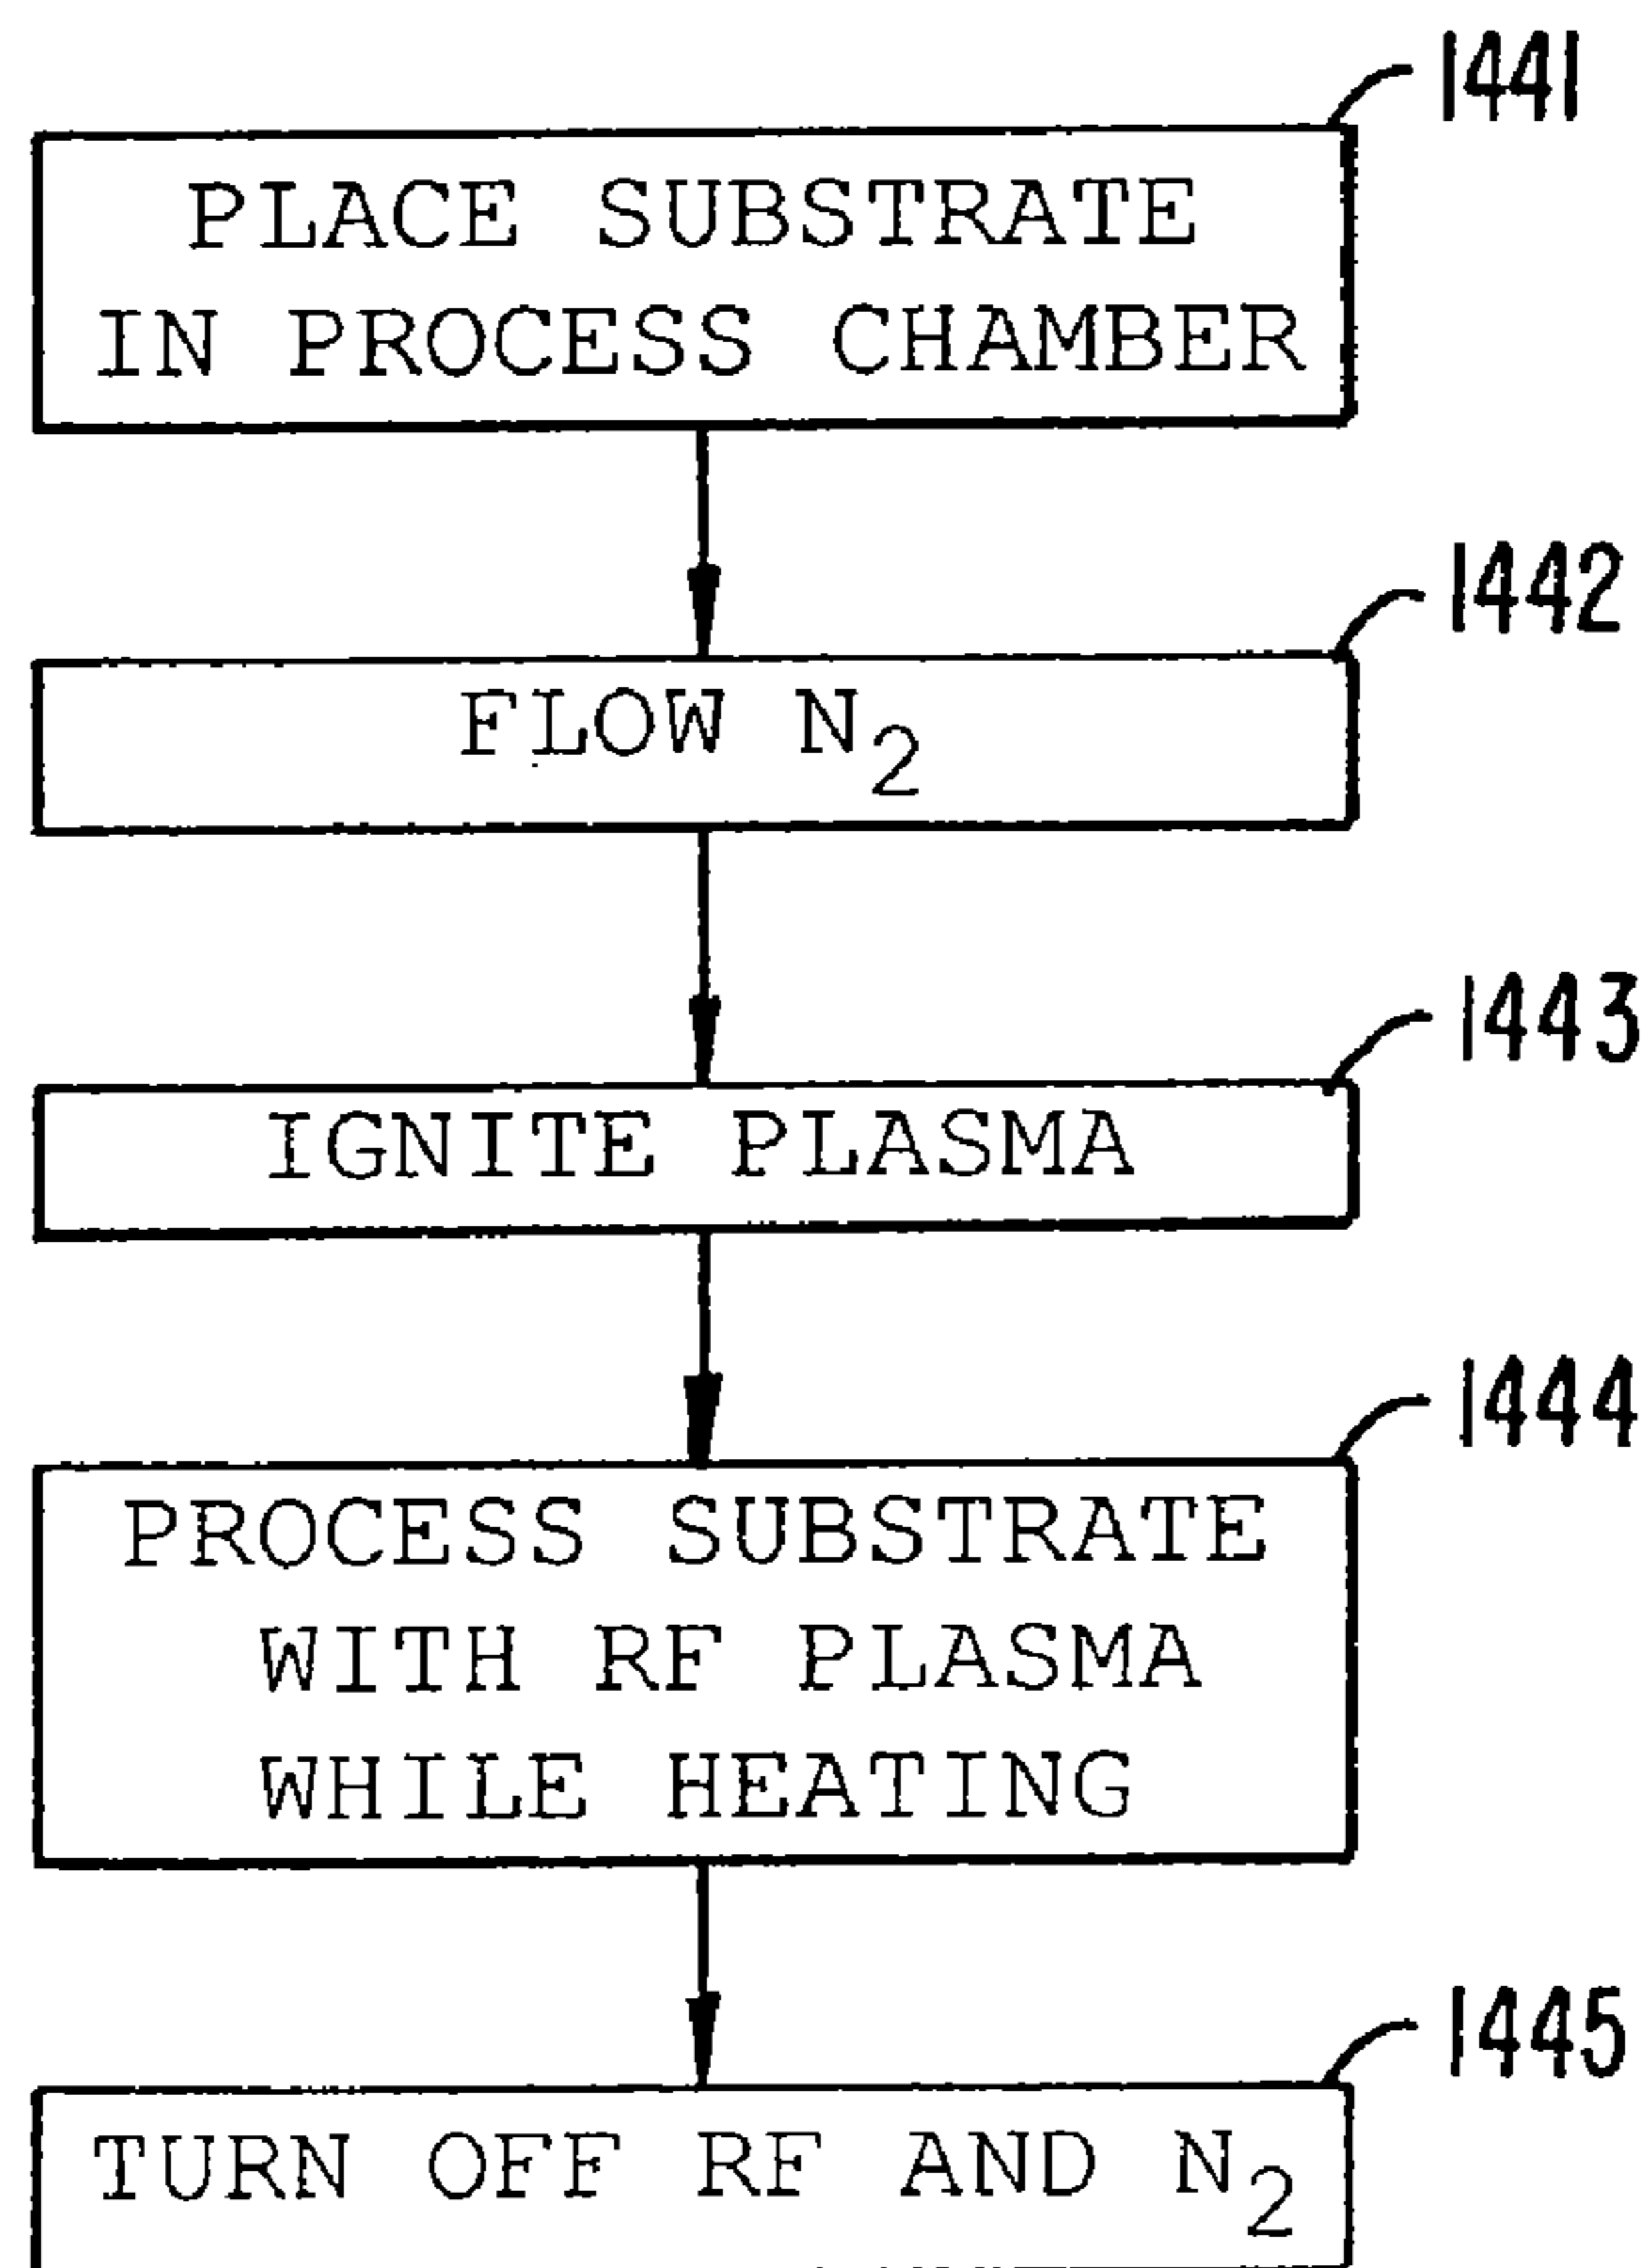 1441
PLACE SUBSTRATE
IN PROCESS CHAMBER
1442
FLOW N₂
1443
IGNITE PLASMA
1444
PROCESS SUBSTRATE
WITH RF PLASMA
WHILE HEATING
1445
TURN OFF RF AND N₂